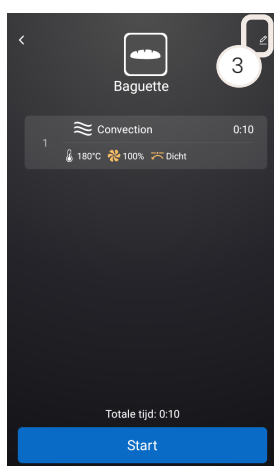 3
Baguette
Convection 0:10
1
180°C 100% Dicht
Totale tijd: 0:10
Start